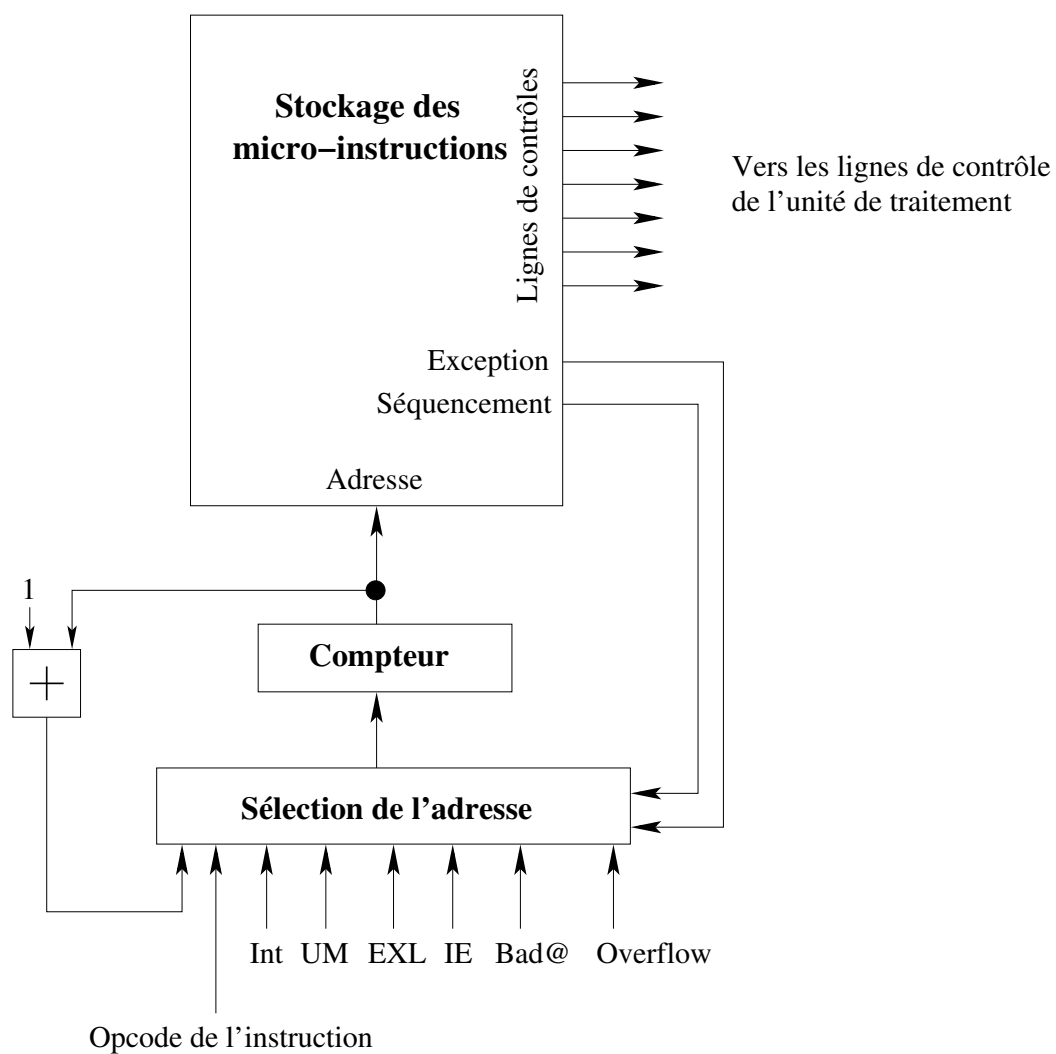 Stockage des
micro−instructions
Lignes de contrôles
Vers les lignes de contrôle
de l’unité de traitement
Exception
Séquencement
Adresse
1
+
Compteur
Sélection de l’adresse
Int UM EXL IE Bad@ Overflow
Opcode de l’instruction